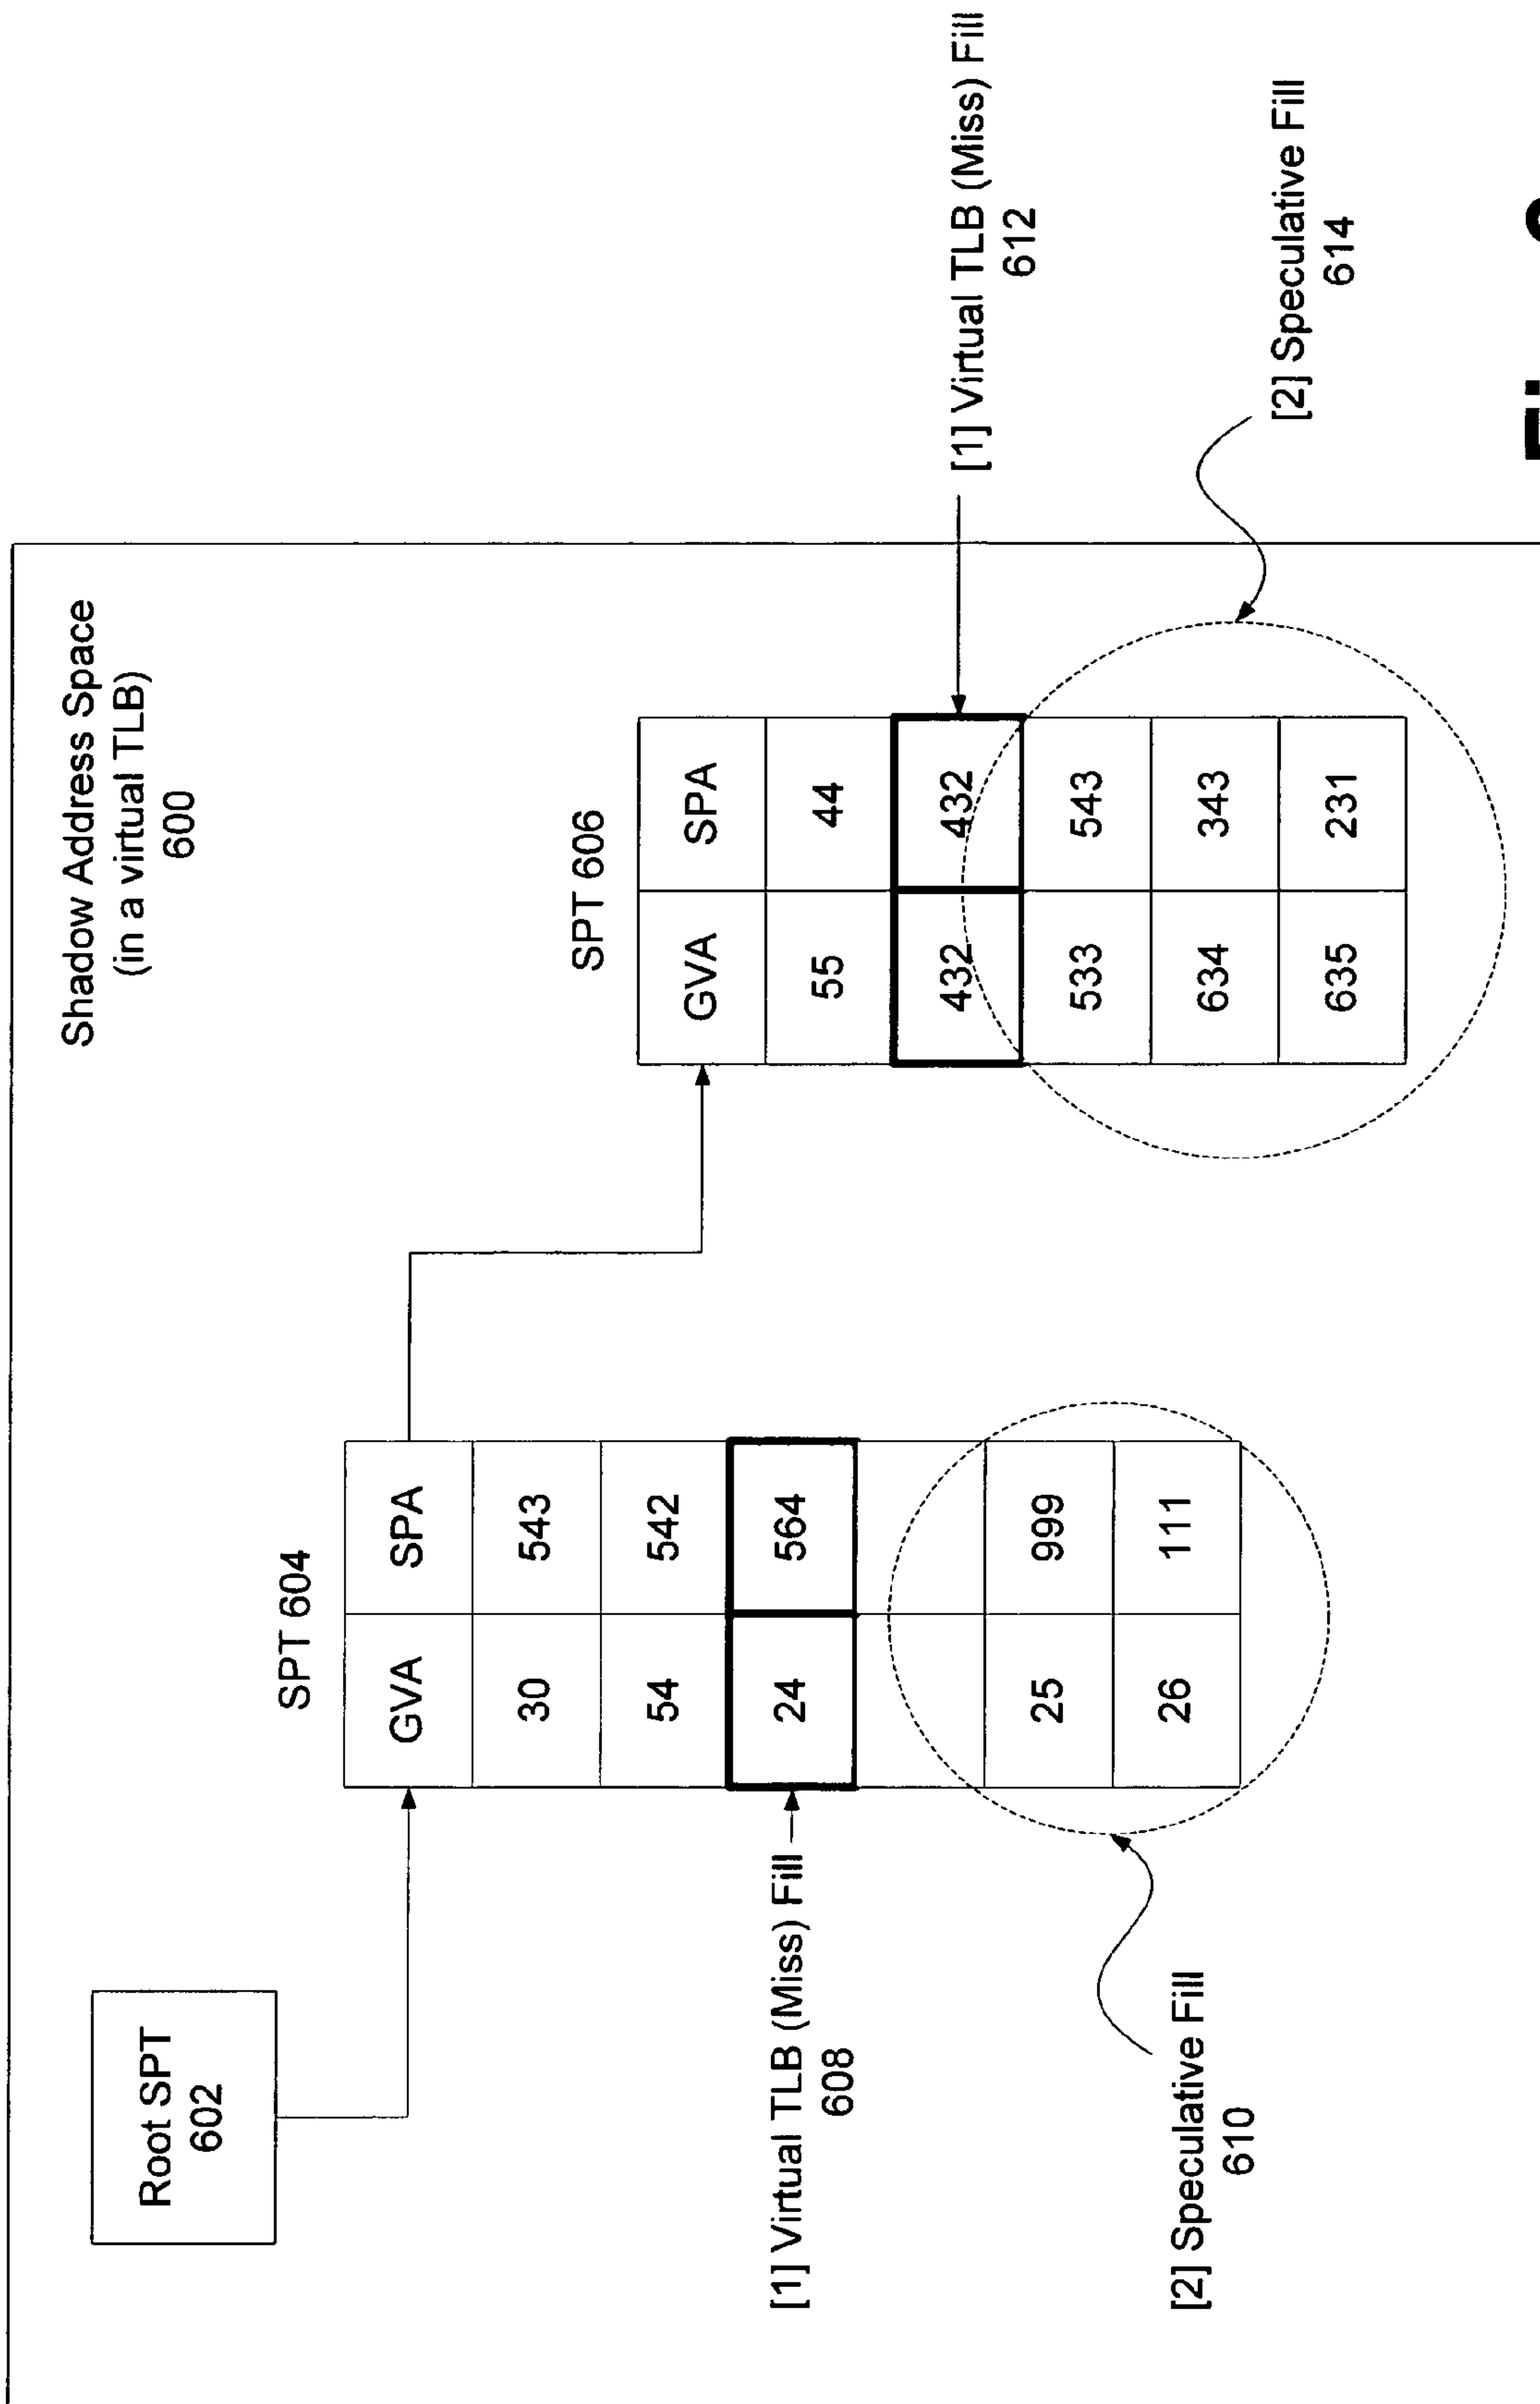 Shadow Address Space
(in a virtual TLB)
600
Root SPT
602
SPT 604
GVA SPA
30 543
54 542
24 564
25 999
26 111
SPT 606
GVA SPA
55 44
432 432
533 543
634 343
635 231
[1] Virtual TLB (Miss) Fill
608
[2] Speculative Fill
610
[1] Virtual TLB (Miss) Fill
612
[2] Speculative Fill
614